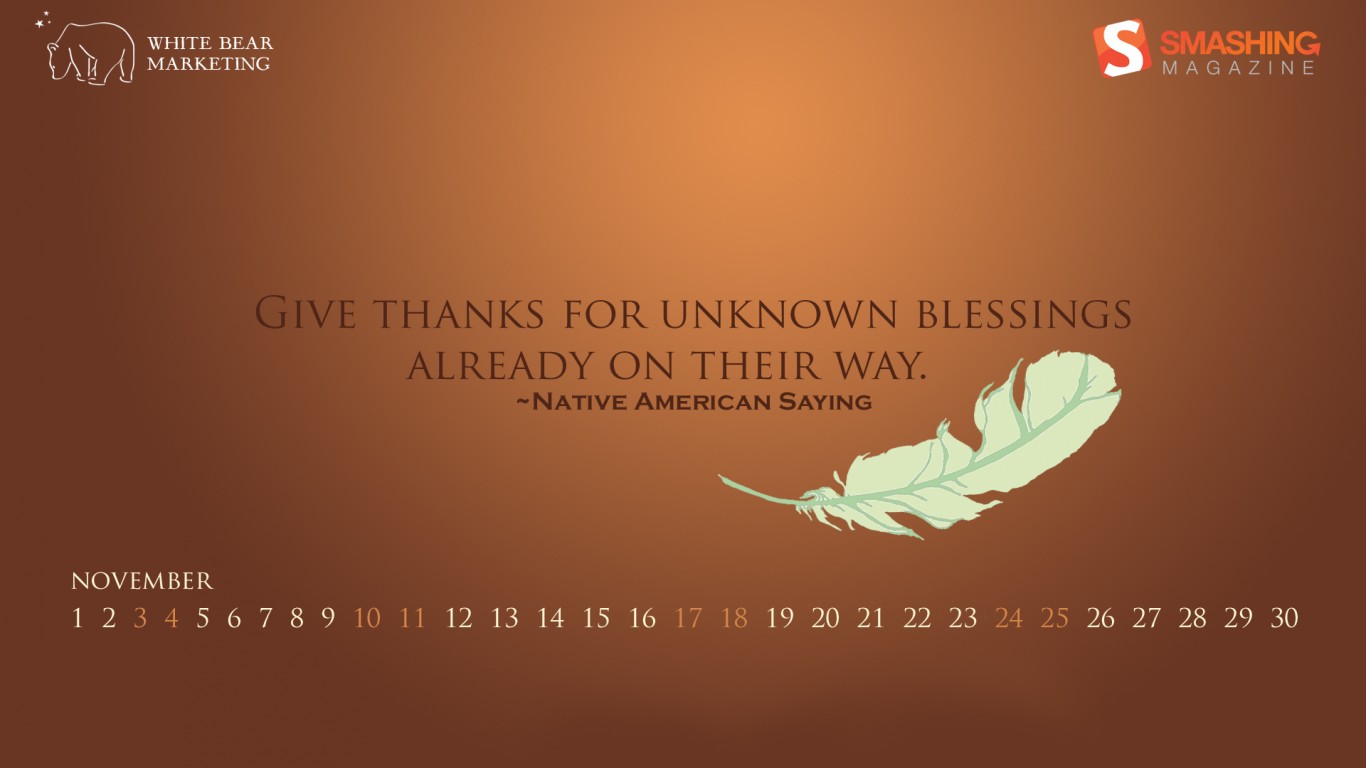 WHITE BEAR
MARKETING
S SMASHING
MAGAZINE
GIVE THANKS FOR UNKNOWN BLESSINGS
ALREADY ON THEIR WAY.
~NATIVE AMERICAN SAYING
NOVEMBER
1 2 3 4 5 6 7 8 9 10 11 12 13 14 15 16 17 18 19 20 21 22 23 24 25 26 27 28 29 30